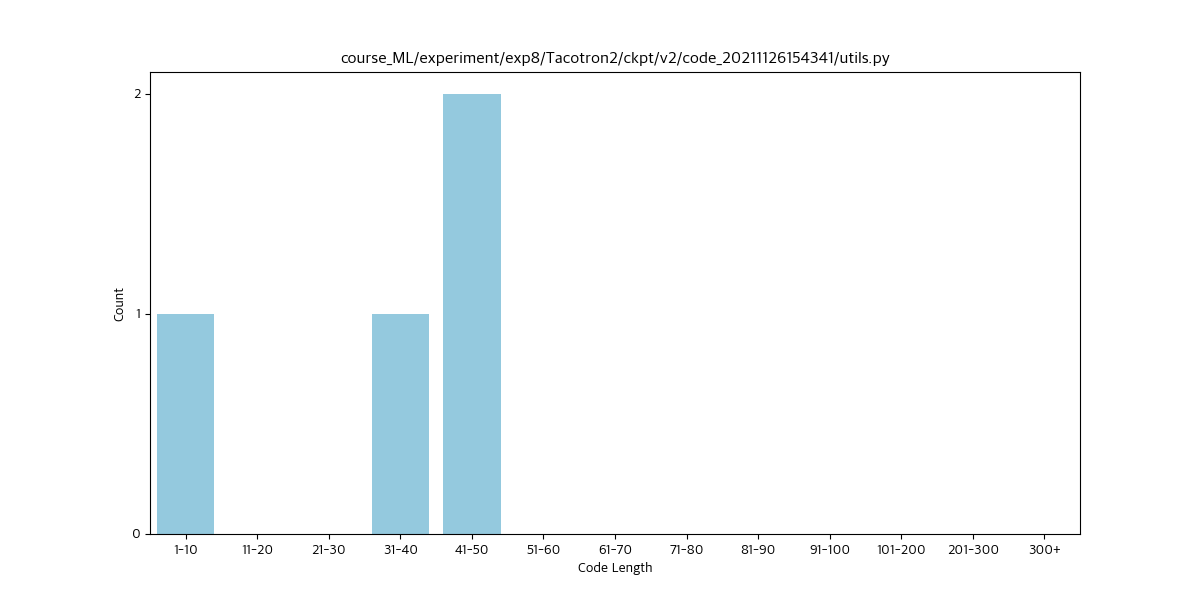 course_ML/experiment/exp8/Tacotron2/ckpt/v2/code_20211126154341/utils.py
2
1
0
Count
1-10 11-20 21-30 31-40 41-50 51-60 61-70 71-80 81-90 91-100 101-200 201-300 300+
Code Length